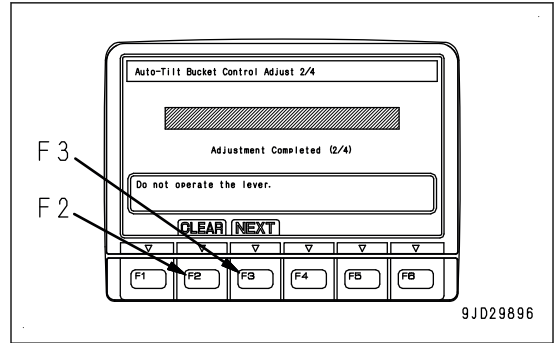 Auto-Tilt Bucket Control Adjust 2/4
Adjustment Completed (2/4)
F3
Do not operate the lever.
F2
CLEAR NEXT
F1 F2 F3 F4 F5 F6
9JD29896